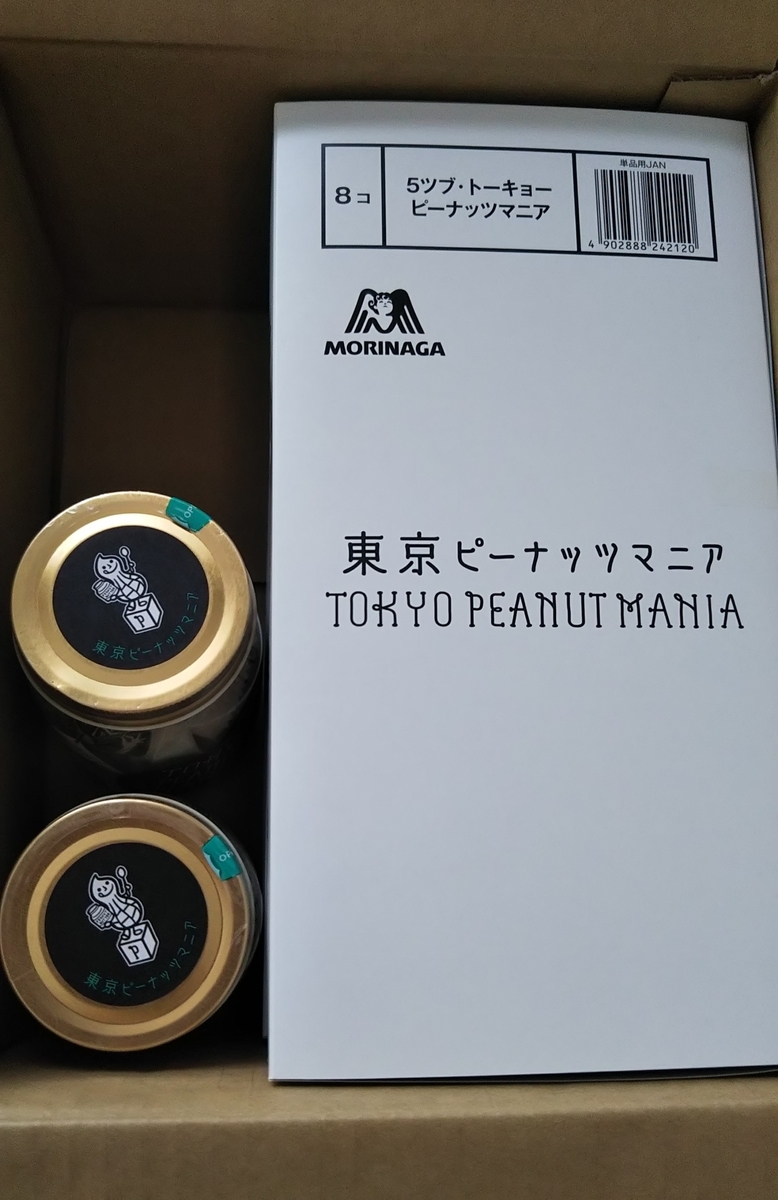 8コ
5ツブ・トーキョー
ピーナッツマニア
単品用JAN
4 902888 242120
MORINAGA
東京ピーナッツマニア
TOKYO PEANUT MANIA
OP
P
東京ピーナッツマニア
OP
P
東京ピーナッツマニア